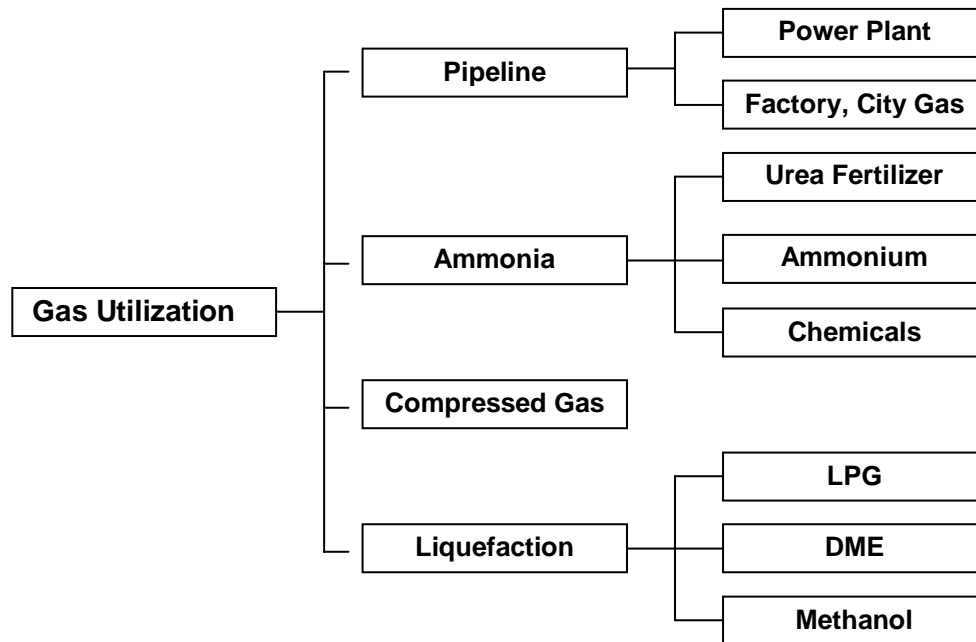 Power Plant
Pipeline
Factory, City Gas
Urea Fertilizer
Ammonia
Ammonium
Gas Utilization
Chemicals
Compressed Gas
LPG
Liquefaction
DME
Methanol